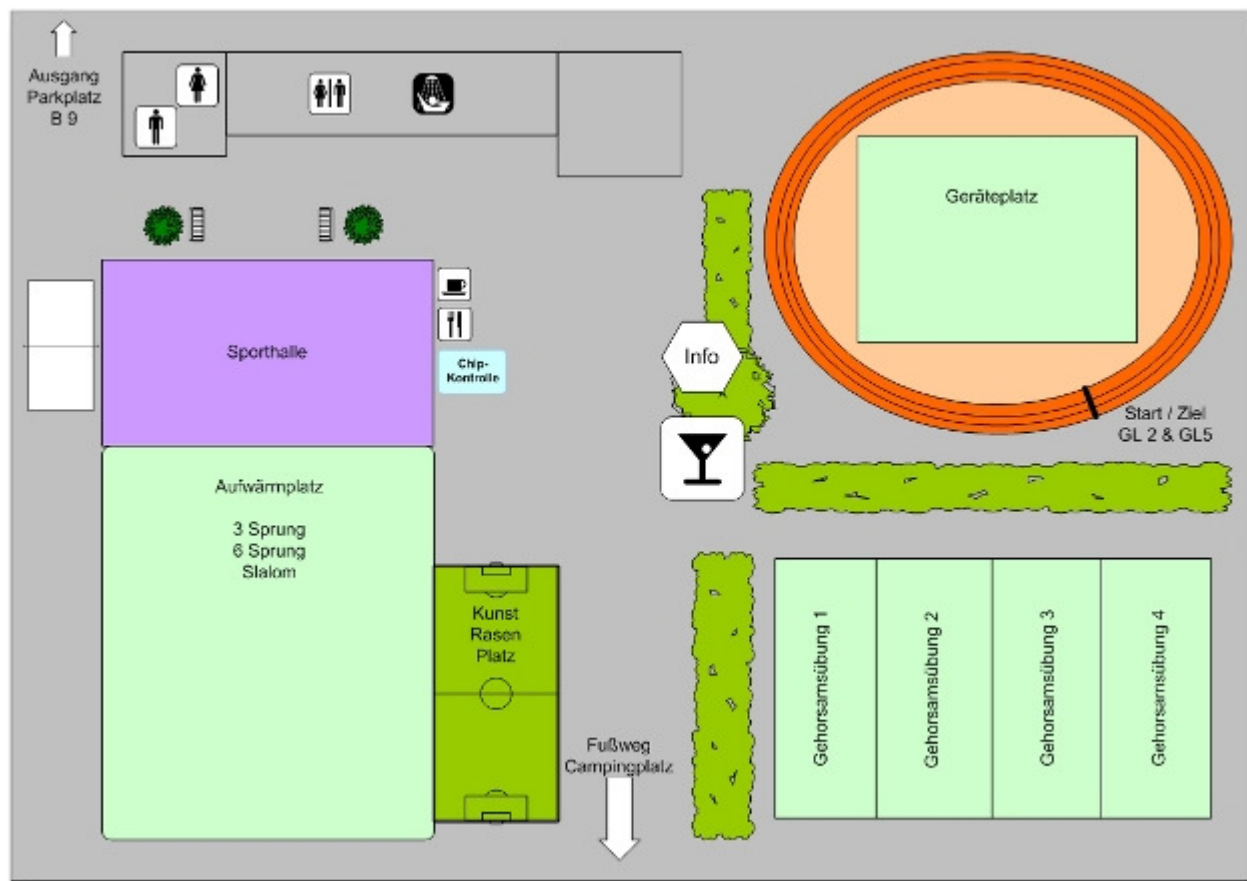 Ausgang
Parkplatz
B 9
Geräteplatz
Sporthalle
Chip-
Kontrolle
Info
Start / Ziel
GL 2 & GL5
Aufwärmplatz
3 Sprung
6 Sprung
Slalom
Kunst
Rasen
Platz
Gehorsamsübung 1
Gehorsamsübung 2
Gehorsamsübung 3
Gehorsamsübung 4
Fußweg
Campingplatz